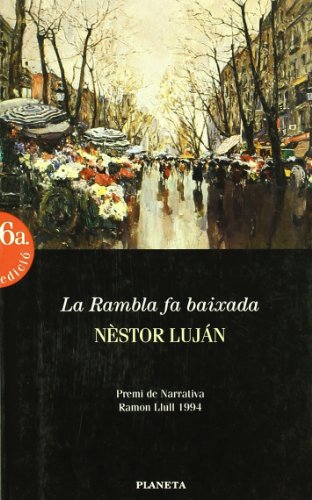 6a.
edició
La Rambla fa baixada
NÈSTOR LUJÁN
Premi de Narrativa
Ramon Llull 1994
PLANETA